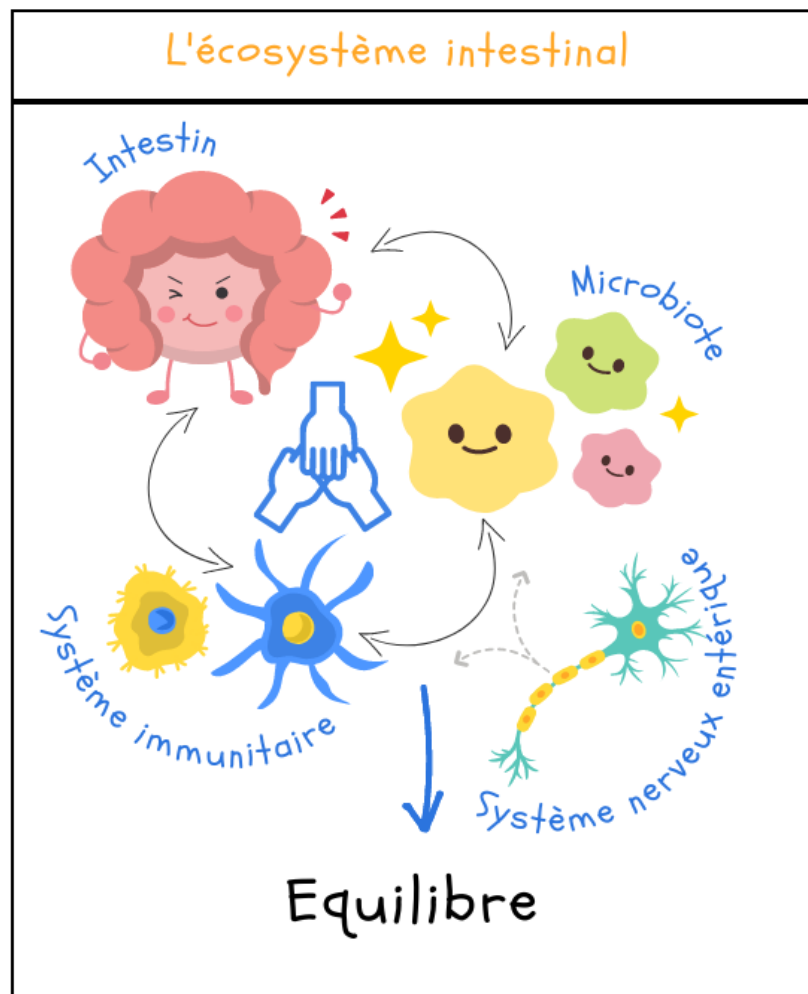 L'écosystème intestinal
Intestin
Microbiote
Système immunitaire
Système nerveux entérique
Equilibre